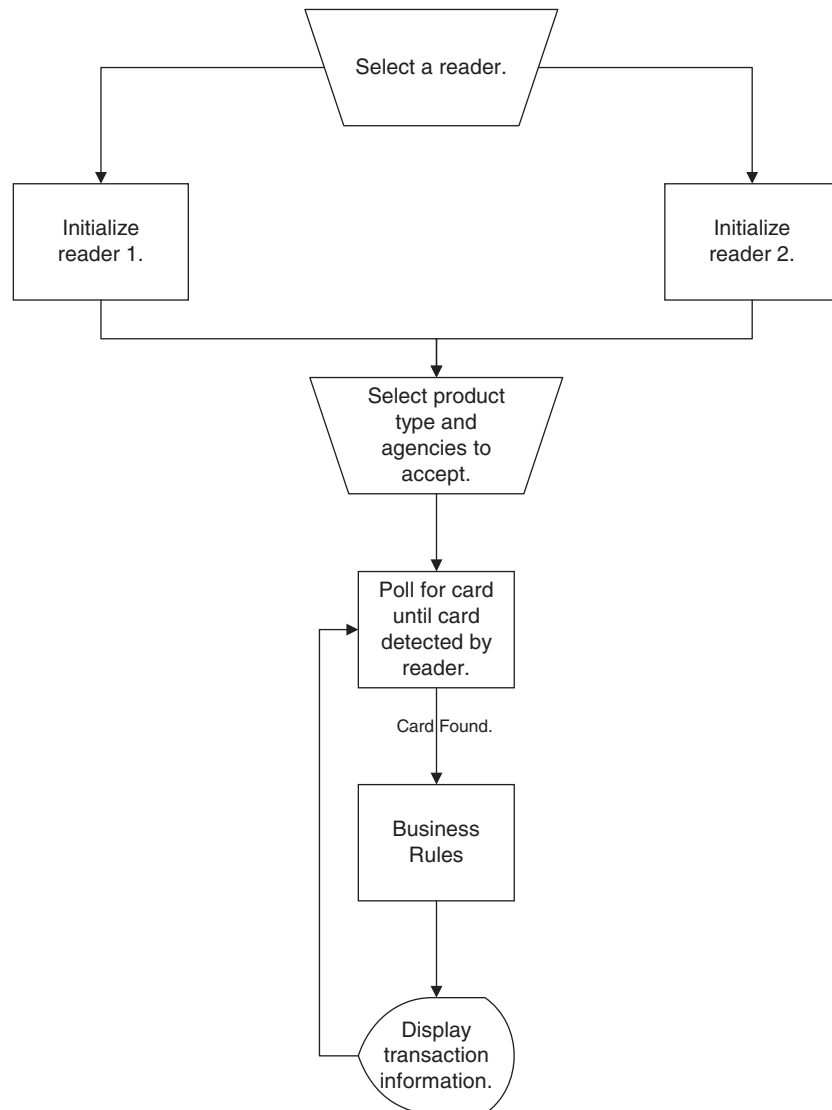 Select a reader.
Initialize
reader 1.
Initialize
reader 2.
Select product
type and
agencies to
accept.
Poll for card
until card
detected by
reader.
Card Found.
Business
Rules
Display
transaction
information.